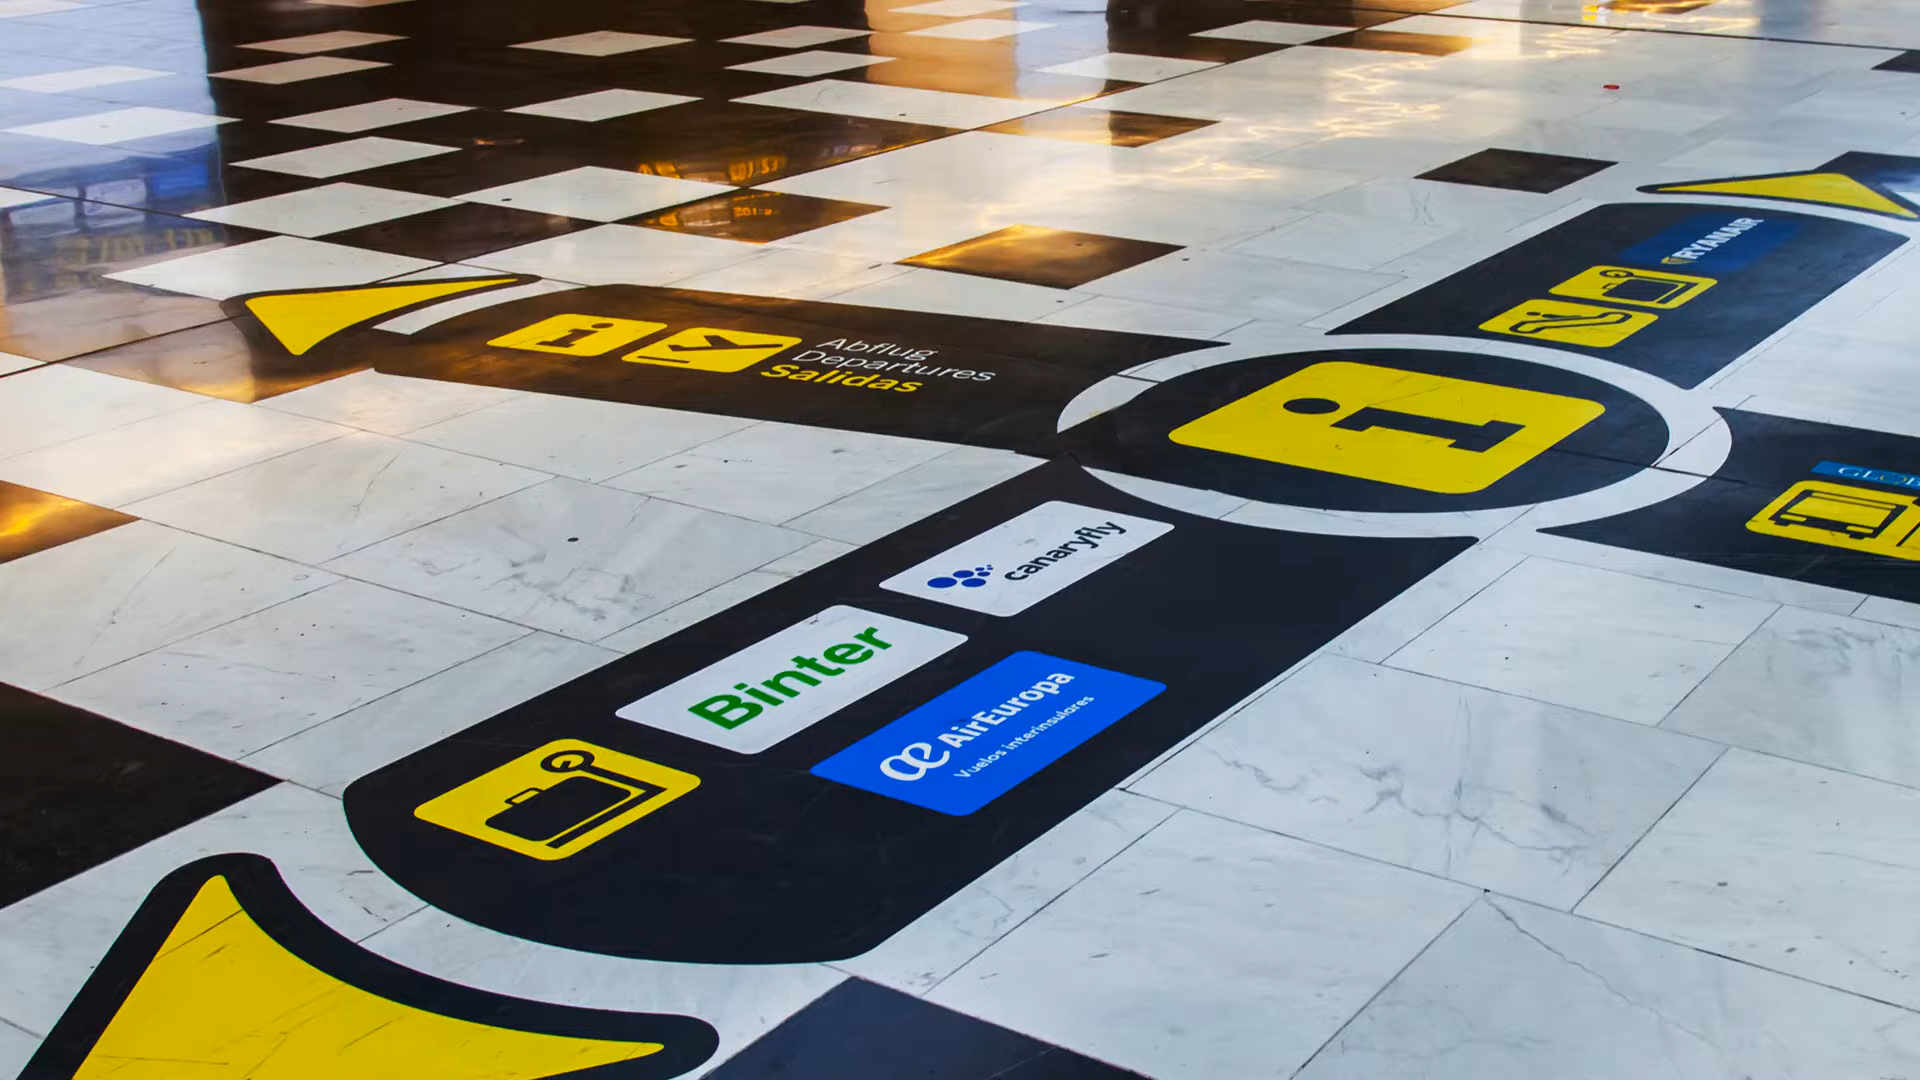 RYANAIR
Abflug
Departures
Salidas
i
canaryfly
Binter
AirEuropa
Vuelos interinsulares